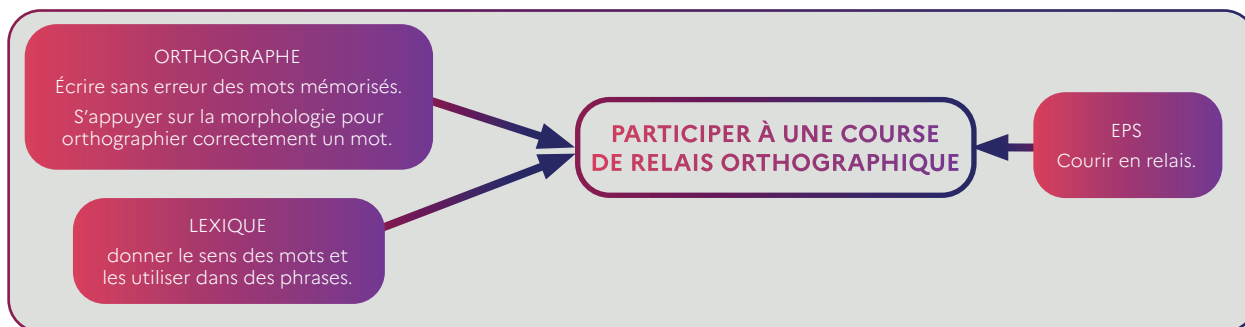 ORTHOGRAPHE
Écrire sans erreur des mots mémorisés.
S’appuyer sur la morphologie pour
orthographier correctement un mot.
LEXIQUE
donner le sens des mots et
les utiliser dans des phrases.
PARTICIPER À UNE COURSE
DE RELAIS ORTHOGRAPHIQUE
EPS
Courir en relais.